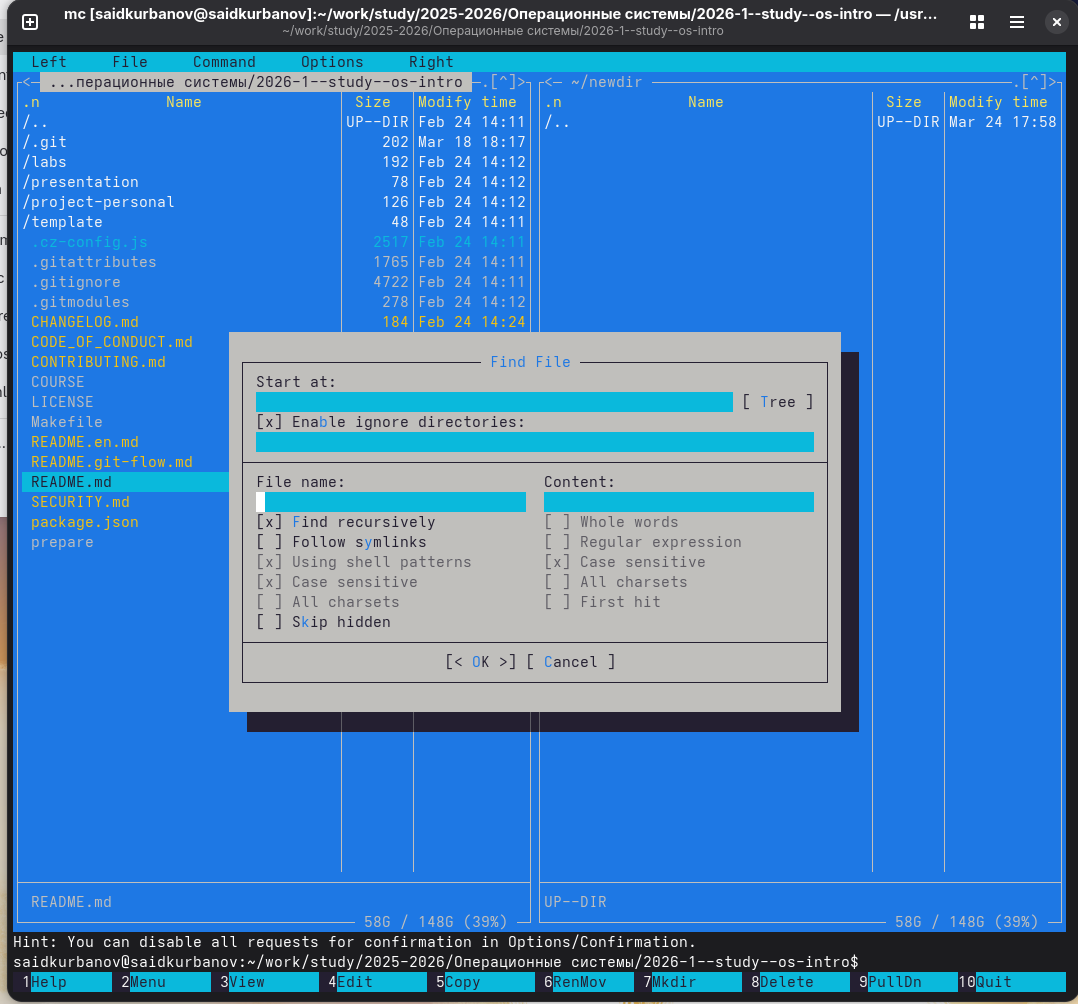 mc [saidkurbanov@saidkurbanov]:~/work/study/2025-2026/Операционные системы/2026-1--study--os-intro — /usr...
~/work/study/2025-2026/Операционные системы/2026-1--study--os-intro
Left File Command Options Right
<— ...перационные системы/2026-1--study--os-intro —.[^]>
.n Name Size Modify time
/.. UP--DIR Feb 24 14:11
/.git 202 Mar 18 18:17
/labs 192 Feb 24 14:12
/presentation 78 Feb 24 14:12
/project-personal 126 Feb 24 14:12
/template 48 Feb 24 14:11
.cz-config.js 2517 Feb 24 14:11
.gitattributes 1765 Feb 24 14:11
.gitignore 4722 Feb 24 14:11
.gitmodules 278 Feb 24 14:12
CHANGELOG.md 184 Feb 24 14:24
CODE_OF_CONDUCT.md
CONTRIBUTING.md
COURSE
LICENSE
Makefile
README.en.md
README.git-flow.md
README.md
SECURITY.md
package.json
prepare
README.md
58G / 148G (39%)
<— ~/newdir —.[^]>
.n Name Size Modify time
/.. UP--DIR Mar 24 17:58
UP--DIR
58G / 148G (39%)
Find File
Start at:
[ Tree ]
[x] Enable ignore directories:
File name:
[x] Find recursively
[ ] Follow symlinks
[x] Using shell patterns
[x] Case sensitive
[ ] All charsets
[ ] Skip hidden
Content:
[ ] Whole words
[ ] Regular expression
[x] Case sensitive
[ ] All charsets
[ ] First hit
[< OK >] [ Cancel ]
Hint: You can disable all requests for confirmation in Options/Confirmation.
saidkurbanov@saidkurbanov:~/work/study/2025-2026/Операционные системы/2026-1--study--os-intro$
1Help 2Menu 3View 4Edit 5Copy 6RenMov 7Mkdir 8Delete 9PullDn 10Quit